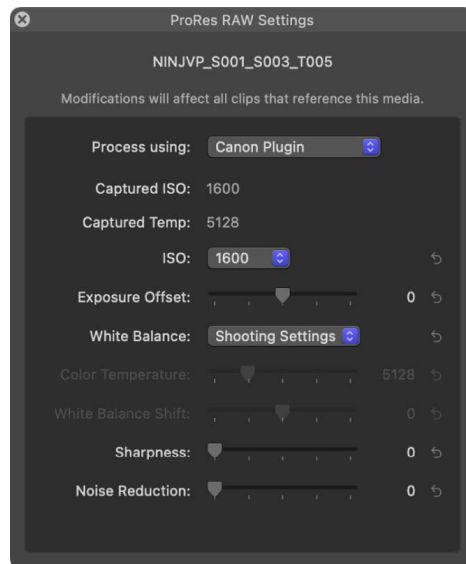 ProRes RAW Settings
NINJVP_S001_S003_T005
Modifications will affect all clips that reference this media.
Process using: Canon Plugin
Captured ISO: 1600
Captured Temp: 5128
ISO: 1600
Exposure Offset: 0
White Balance: Shooting Settings
Color Temperature: 5128
White Balance Shift: 0
Sharpness: 0
Noise Reduction: 0